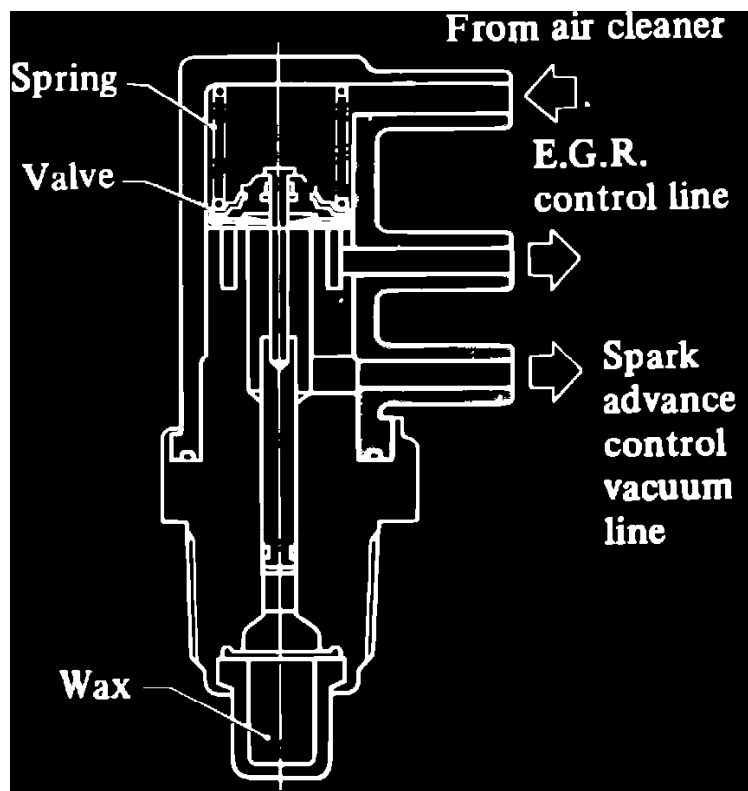 From air cleaner
Spring
E.G.R.
control line
Valve
Spark
advance
control
vacuum
line
Wax